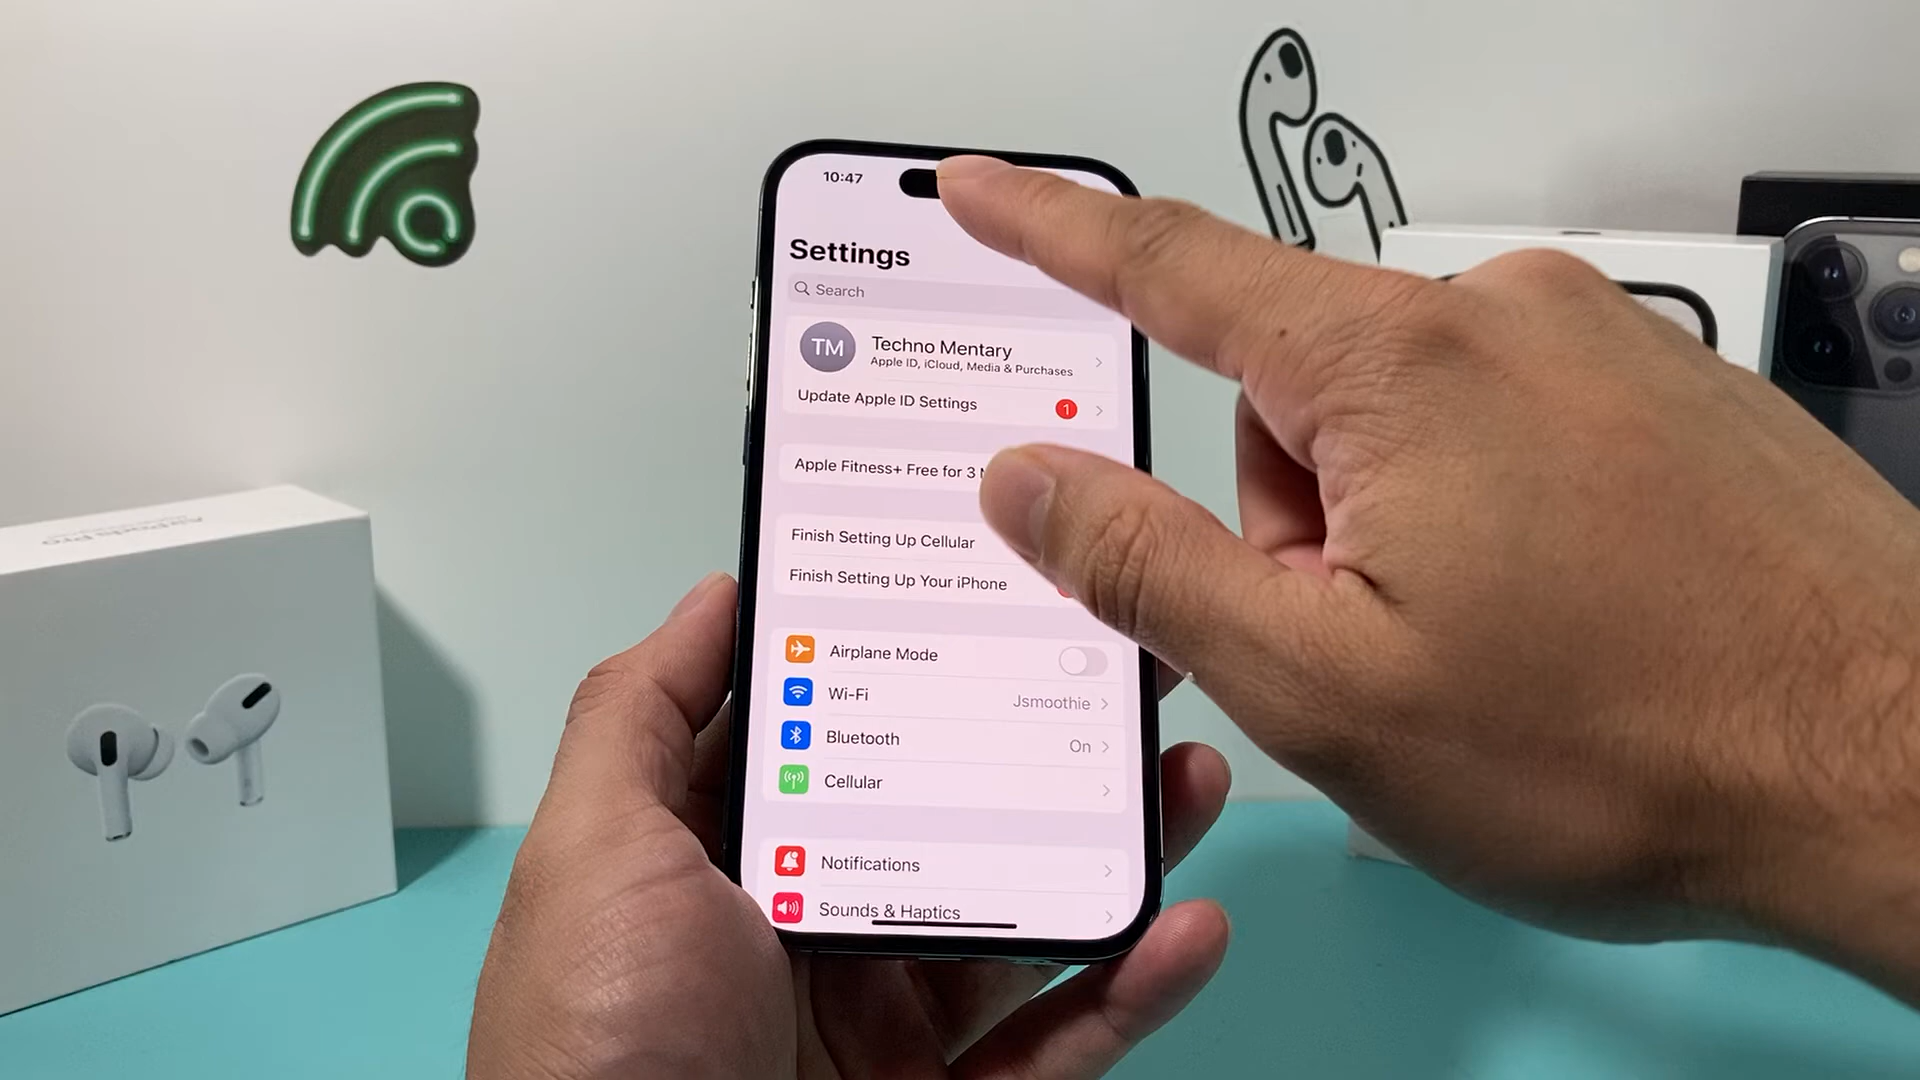 10:47
Settings
Search
TM
Techno Mentary
Apple ID, iCloud, Media & Purchases
Update Apple ID Settings
1
Apple Fitness+ Free for 3
Finish Setting Up Cellular
Finish Setting Up Your iPhone
Airplane Mode
Wi-Fi
Jsmoothie
Bluetooth
On
Cellular
Notifications
Sounds & Haptics
AirPods Pro